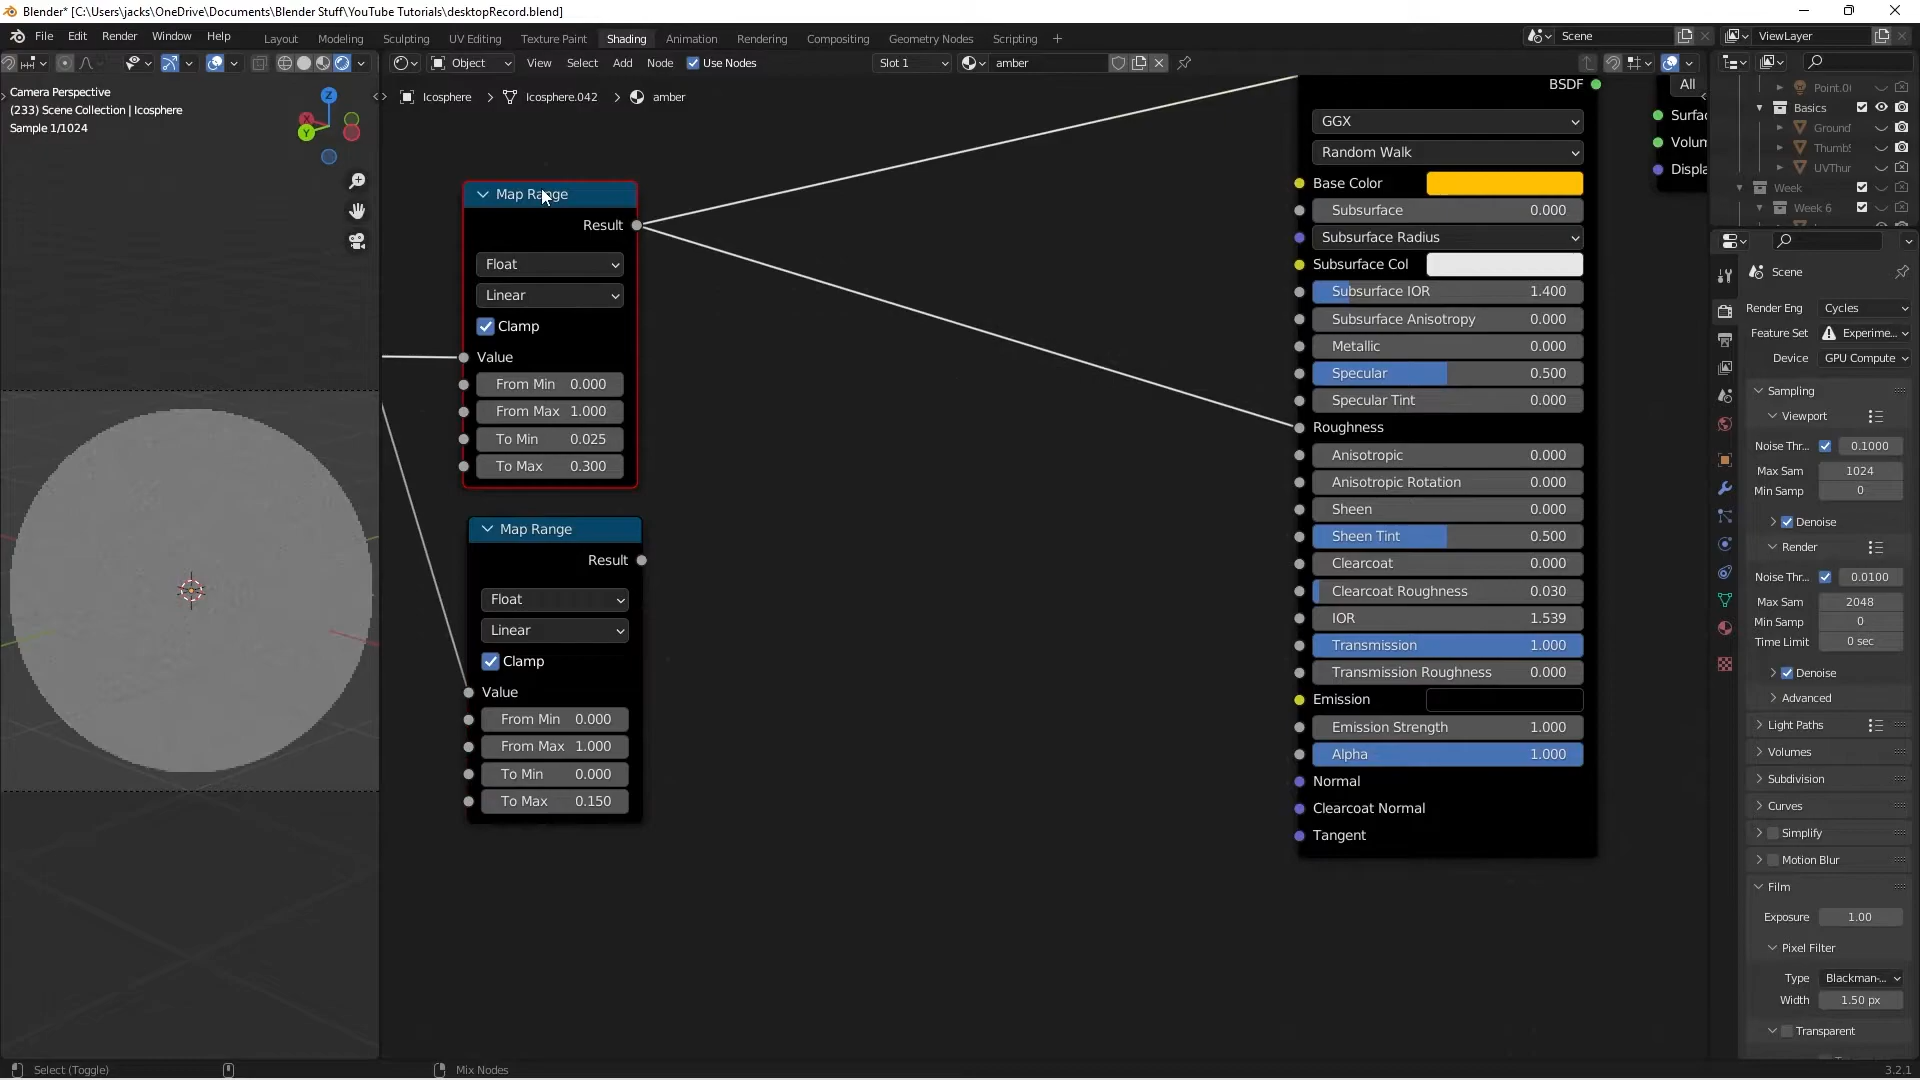 Blender* [C:\Users\jacks\OneDrive\Documents\Blender Stuff\YouTube Tutorials\desktopRecord.blend]
File Edit Render Window Help
Layout Modeling Sculpting UV Editing Texture Paint Shading Animation Rendering Compositing Geometry Nodes Scripting +
Scene
ViewLayer
Object View Select Add Node Use Nodes
Slot 1
amber
Icosphere > Icosphere.042 > amber
Camera Perspective
(233) Scene Collection | Icosphere
Sample 1/1024
X
Y
Z
Map Range
Result
Float
Linear
Clamp
Value
From Min 0.000
From Max 1.000
To Min 0.025
To Max 0.300
Map Range
Result
Float
Linear
Clamp
Value
From Min 0.000
From Max 1.000
To Min 0.000
To Max 0.150
BSDF
GGX
Random Walk
Base Color
Subsurface 0.000
Subsurface Radius
Subsurface Col
Subsurface IOR 1.400
Subsurface Anisotropy 0.000
Metallic 0.000
Specular 0.500
Specular Tint 0.000
Roughness
Anisotropic 0.000
Anisotropic Rotation 0.000
Sheen 0.000
Sheen Tint 0.500
Clearcoat 0.000
Clearcoat Roughness 0.030
IOR 1.539
Transmission 1.000
Transmission Roughness 0.000
Emission
Emission Strength 1.000
Alpha 1.000
Normal
Clearcoat Normal
Tangent
All
Surfac
Volum
Displa
Basics
Ground
UVThur
Week
Week 6
Scene
Render Eng Cycles
Feature Set Experime...
Device GPU Compute
Sampling
Viewport
Noise Thr... 0.1000
Max Sam 1024
Min Samp 0
Denoise
Render
Noise Thr... 0.0100
Max Sam 2048
Min Samp 0
Time Limit 0 sec
Denoise
Advanced
Light Paths
Volumes
Subdivision
Curves
Simplify
Motion Blur
Film
Exposure 1.00
Pixel Filter
Type Blackman-...
Width 1.50 px
Transparent
Select (Toggle)
Mix Nodes
3.2.1